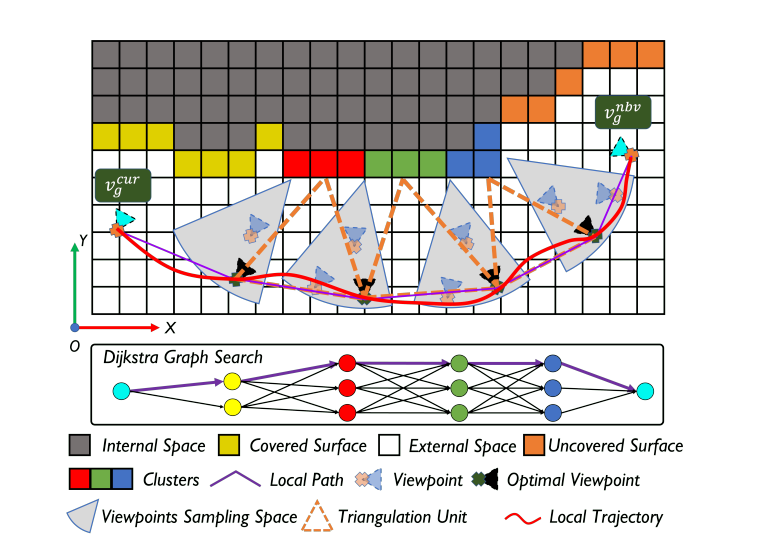 v_g^{nbv}
v_g^{cur}
Y
X
O
Dijkstra Graph Search
Internal Space Covered Surface External Space Uncovered Surface
Clusters Local Path Viewpoint Optimal Viewpoint
Viewpoints Sampling Space Triangulation Unit Local Trajectory